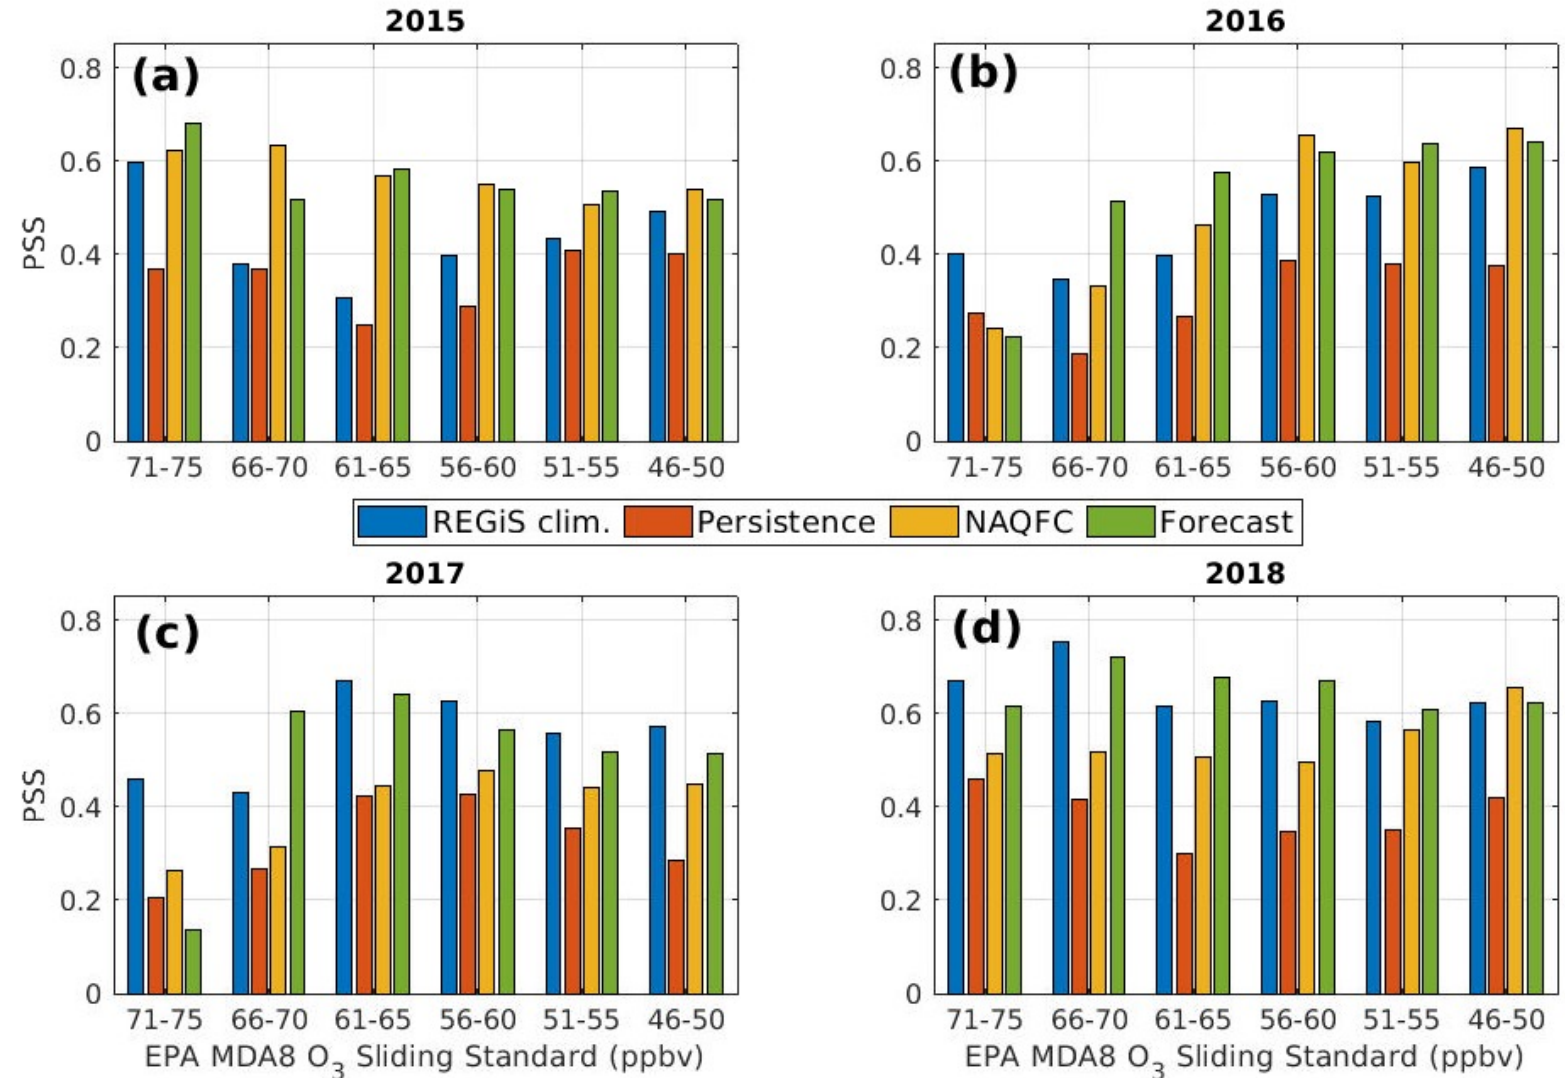 2015
(a)
0.8
0.6
0.4
0.2
0
PSS
71-75 66-70 61-65 56-60 51-55 46-50
2016
(b)
0.8
0.6
0.4
0.2
0
71-75 66-70 61-65 56-60 51-55 46-50
REGiS clim. Persistence NAQFC Forecast
2017
(c)
0.8
0.6
0.4
0.2
0
PSS
71-75 66-70 61-65 56-60 51-55 46-50
EPA MDA8 O3 Sliding Standard (ppbv)
2018
(d)
0.8
0.6
0.4
0.2
0
71-75 66-70 61-65 56-60 51-55 46-50
EPA MDA8 O3 Sliding Standard (ppbv)